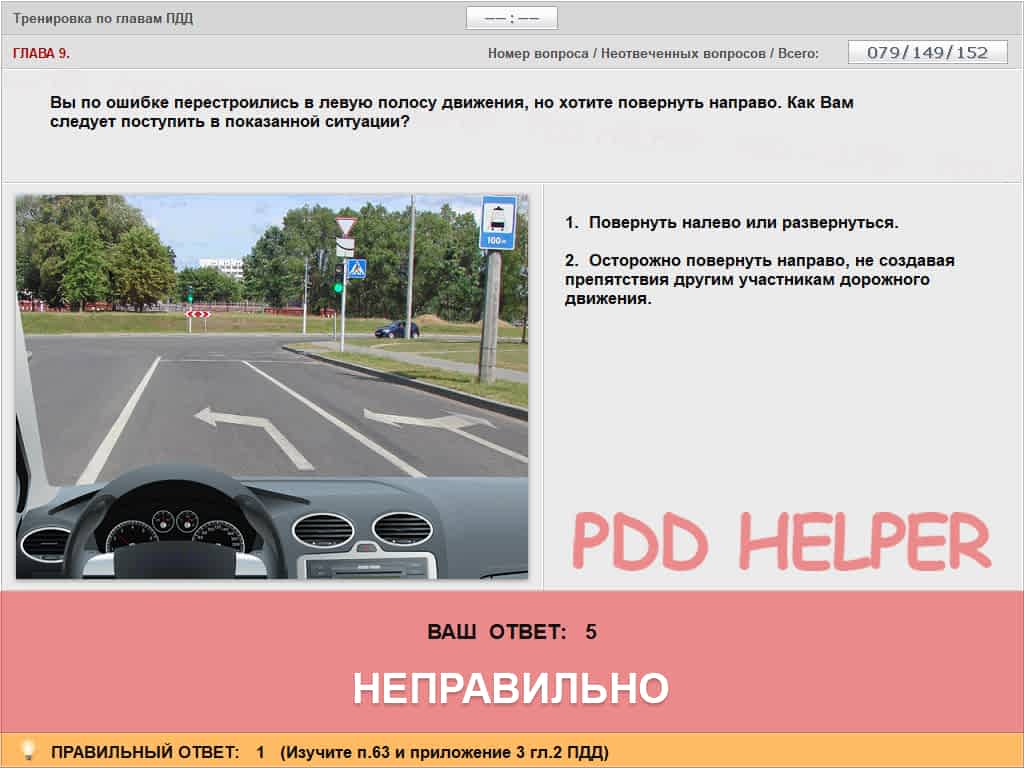 Тренировка по главам ПДД
—— : ——
ГЛАВА 9.
Номер вопроса / Неотвеченных вопросов / Всего:
079/149/152
Вы по ошибке перестроились в левую полосу движения, но хотите повернуть направо. Как Вам
следует поступить в показанной ситуации?
100м
1. Повернуть налево или развернуться.
2. Осторожно повернуть направо, не создавая
препятствия другим участникам дорожного
движения.
PDD HELPER
ВАШ ОТВЕТ: 5
НЕПРАВИЛЬНО
ПРАВИЛЬНЫЙ ОТВЕТ: 1 (Изучите п.63 и приложение 3 гл.2 ПДД)